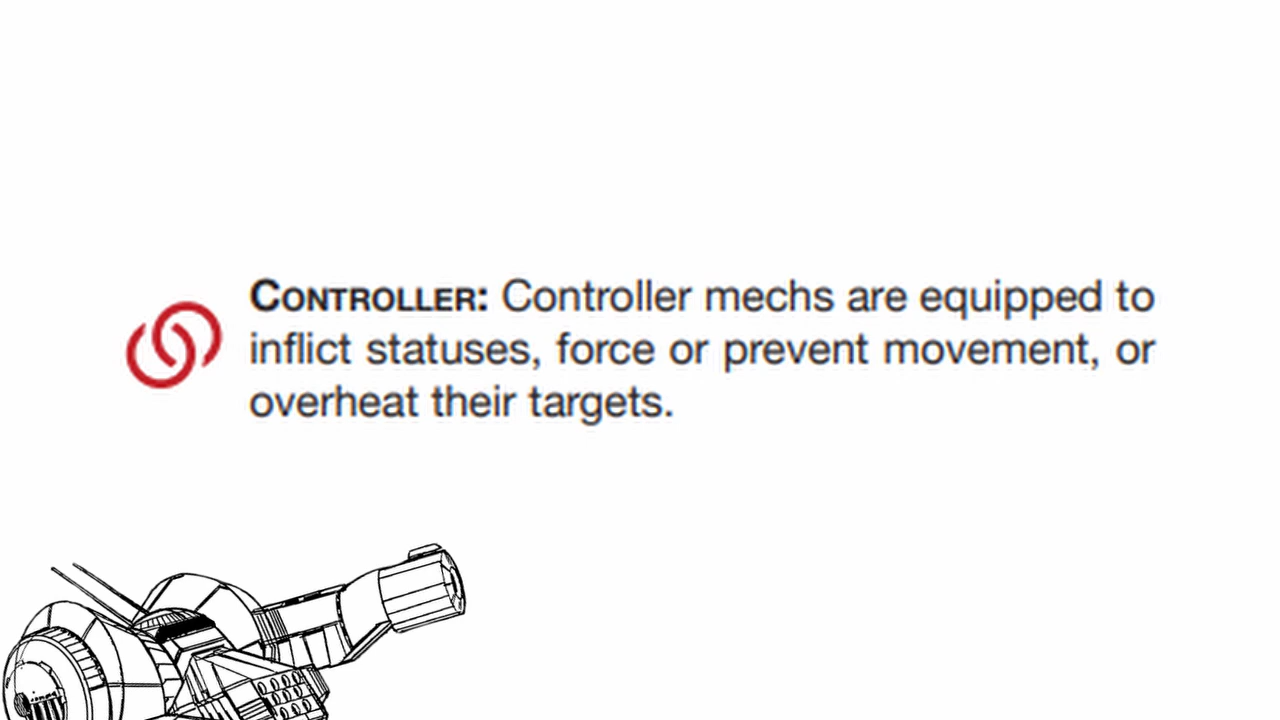 CONTROLLER: Controller mechs are equipped to
inflict statuses, force or prevent movement, or
overheat their targets.